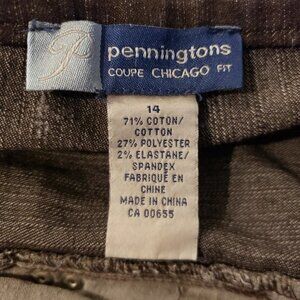 P
penningtons
COUPE CHICAGO FIT
14
71% COTON/
COTTON
27% POLYESTER
2% ELASTANE/
SPANDEX
FABRIQUÉ EN
CHINE
MADE IN CHINA
CA 00655